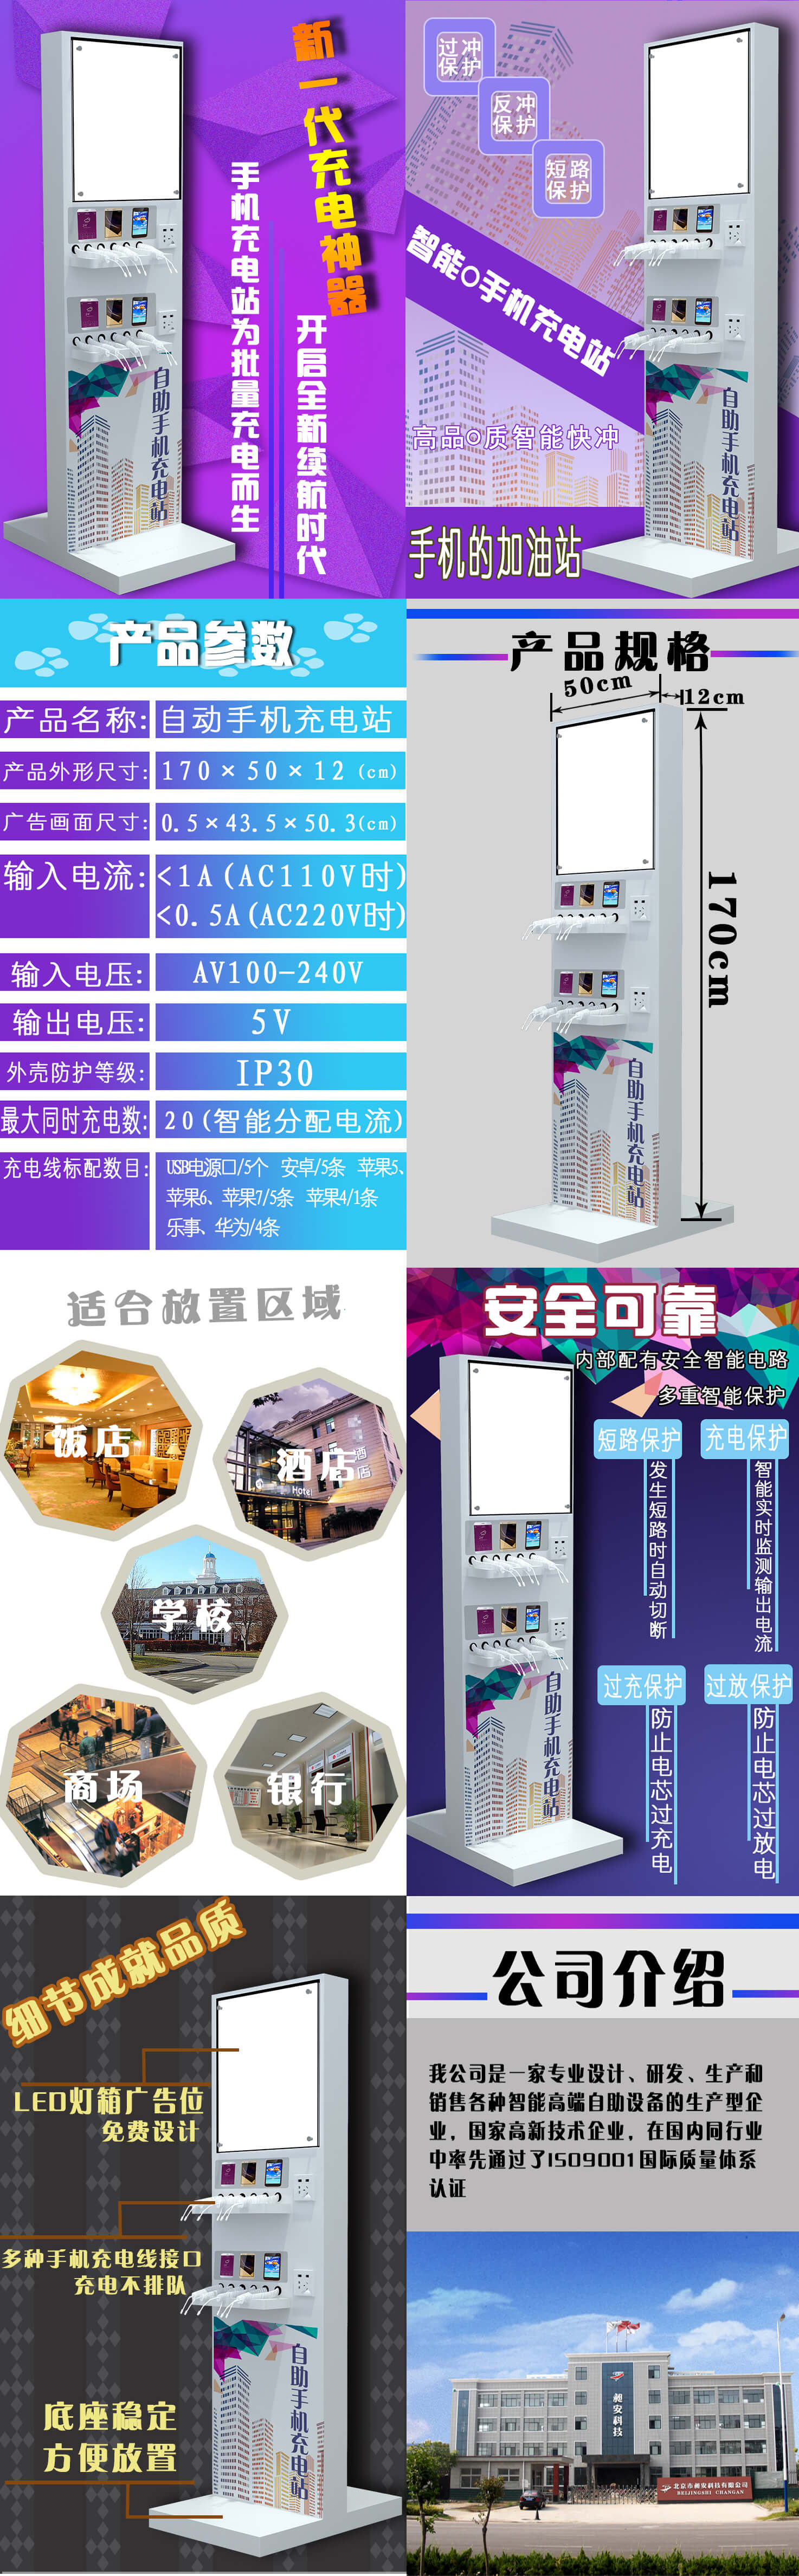 新一代充电神器
手机充电站为批量充电而生
开启全新续航时代
自助手机充电站
过冲
保护
反冲
保护
短路
保护
智能○手机充电站
高品○质智能快冲
手机的加油站
自助手机充电站
产品参数
产品名称: 自动手机充电站
产品外形尺寸: 170×50×12 (cm)
广告画面尺寸: 0.5×43.5×50.3(cm)
输入电流: <1A(AC110V时)
<0.5A(AC220V时)
输入电压: AV100-240V
输出电压: 5V
外壳防护等级: IP30
最大同时充电数: 20(智能分配电流)
充电线标配数目: USB电源口/5个 安卓/5条 苹果5、
苹果6、苹果7/5条 苹果4/1条
乐事、华为/4条
产品规格
50cm
12cm
170cm
自助手机充电站
适合放置区域
饭店
酒店
酒店
Hotel
学校
商场
银行
安全可靠
内部配有安全智能电路
多重智能保护
短路保护
发生短路时自动切断
充电保护
智能实时监测输出电流
过充保护
防止电芯过充电
过放保护
防止电芯过放电
自助手机充电站
细节成就品质
LED灯箱广告位
免费设计
多种手机充电线接口
充电不排队
底座稳定
方便放置
自助手机充电站
公司介绍
我公司是一家专业设计、研发、生产和
销售各种智能高端自助设备的生产型企
业，国家高新技术企业，在国内同行业
中率先通过了ISO9001国际质量体系
认证
昶安科技
北京市昶安科技有限公司
BEIJINGSHI CHANGAN